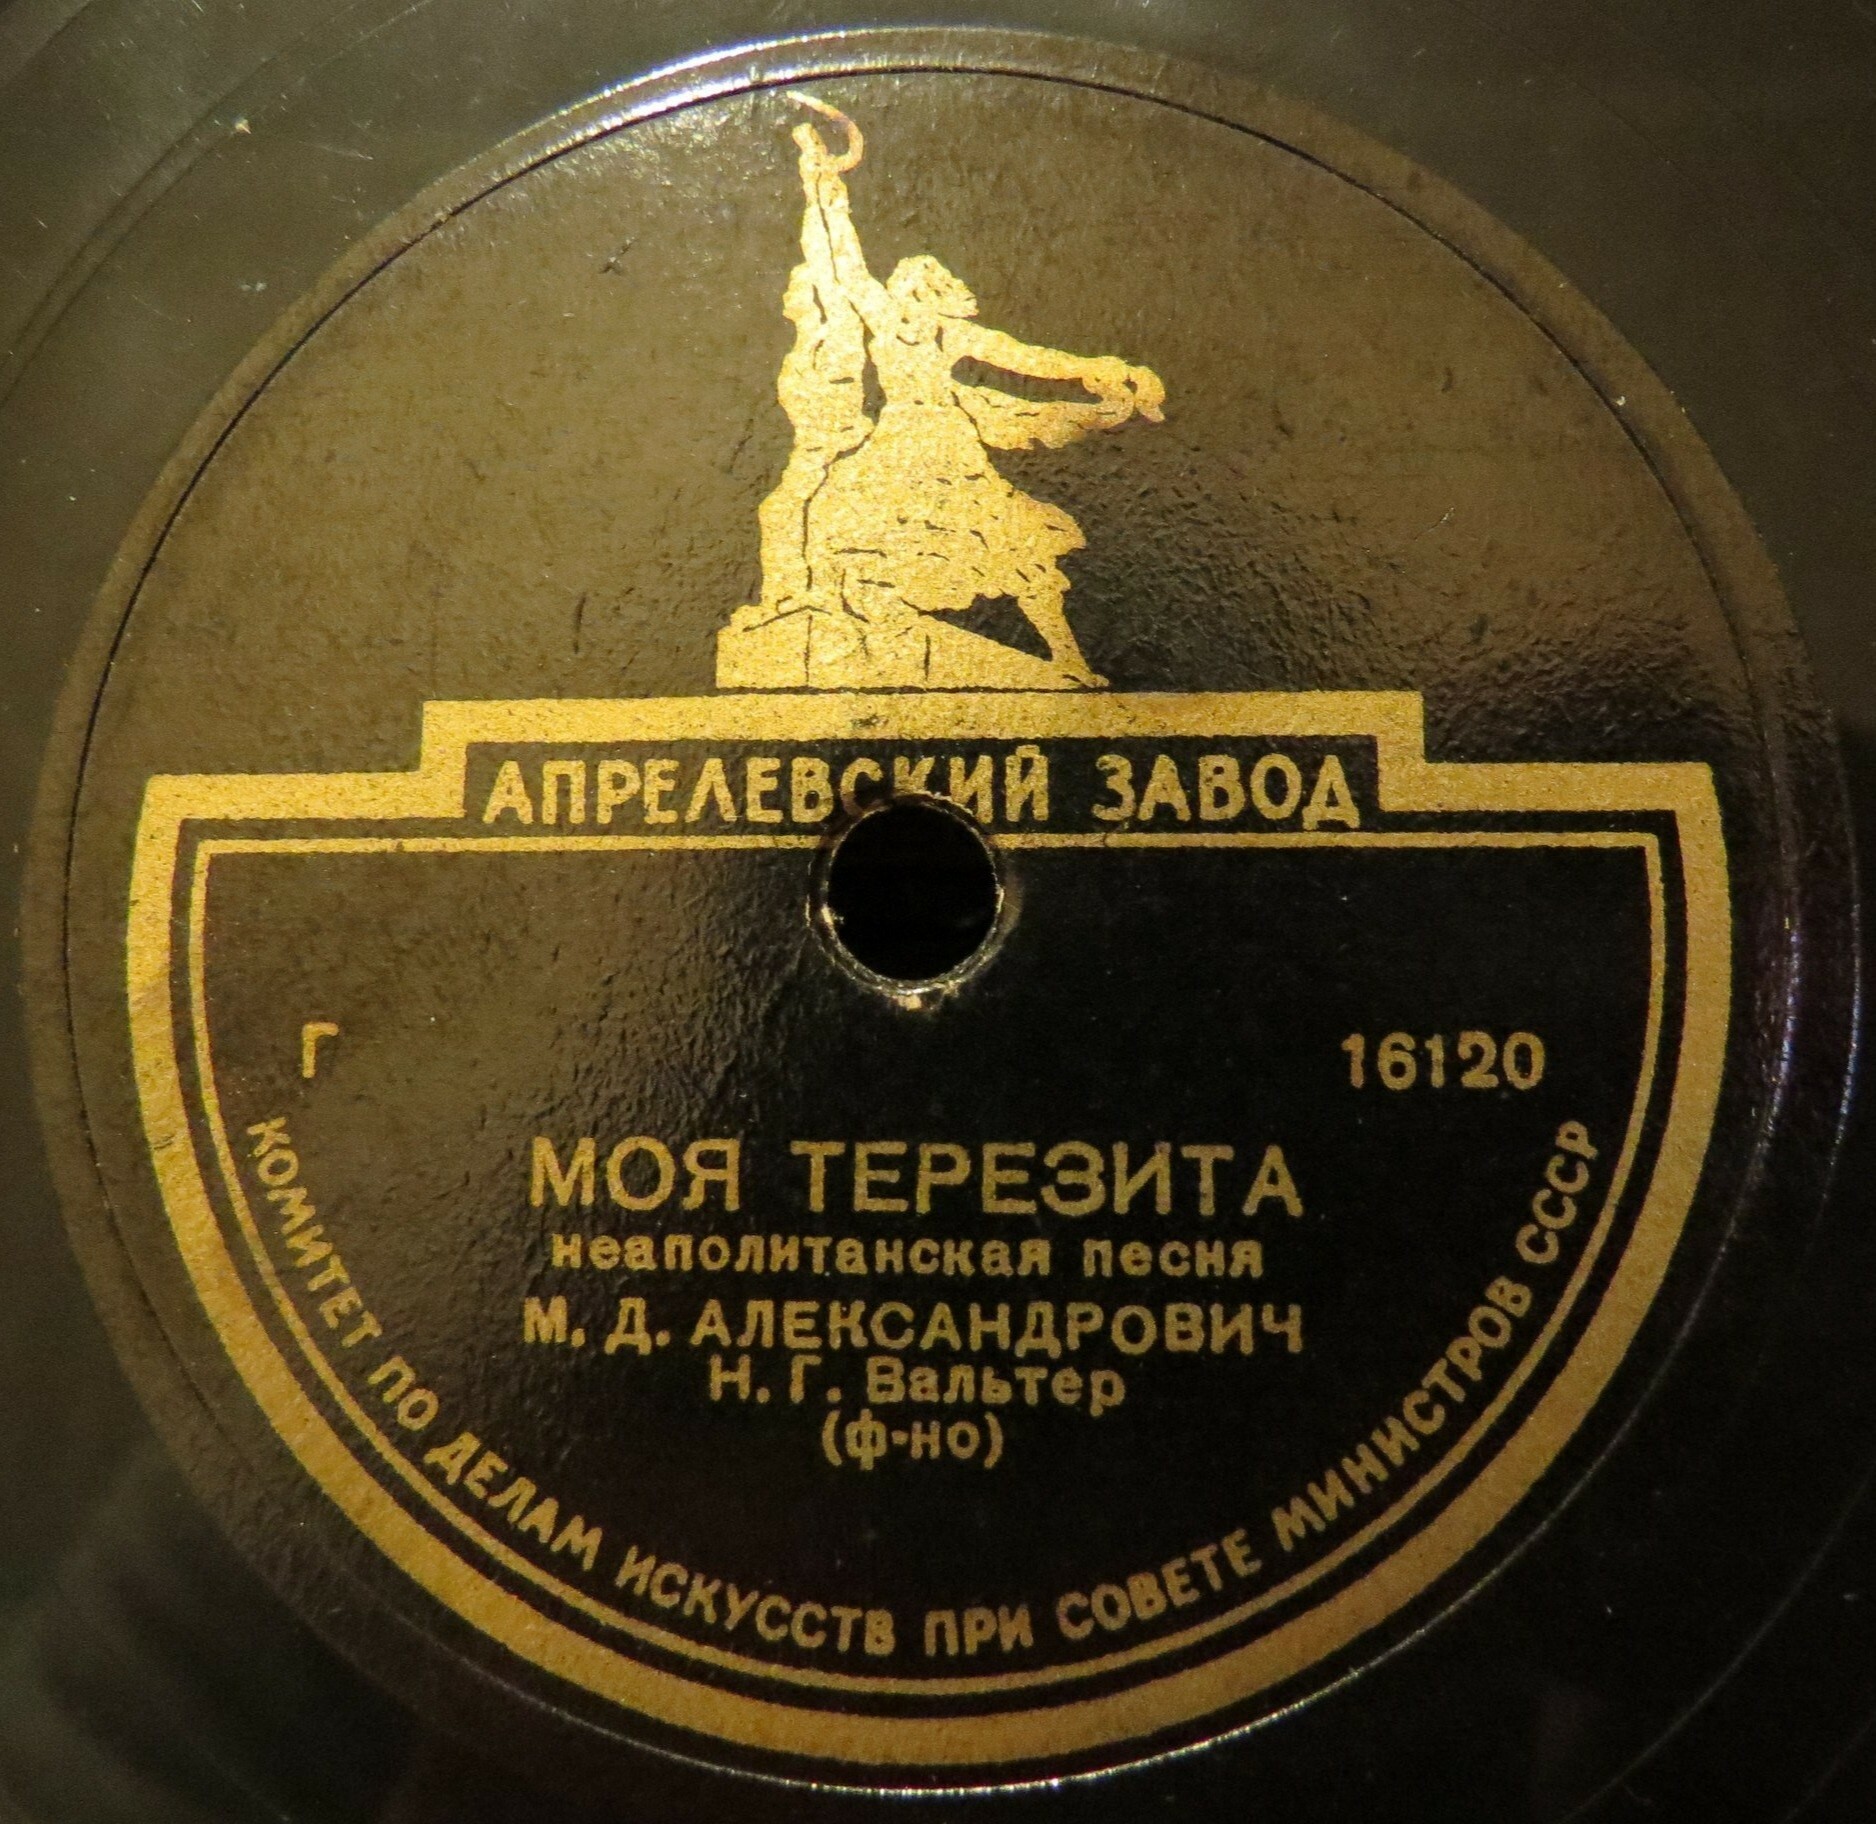 АПРЕЛЕВСКИЙ ЗАВОД
Г
16120
МОЯ ТЕРЕЗИТА
неаполитанская песня
М. Д. АЛЕКСАНДРОВИЧ
Н. Г. Вальтер
(ф-но)
КОМИТЕТ ПО ДЕЛАМ ИСКУССТВ ПРИ СОВЕТЕ МИНИСТРОВ СССР